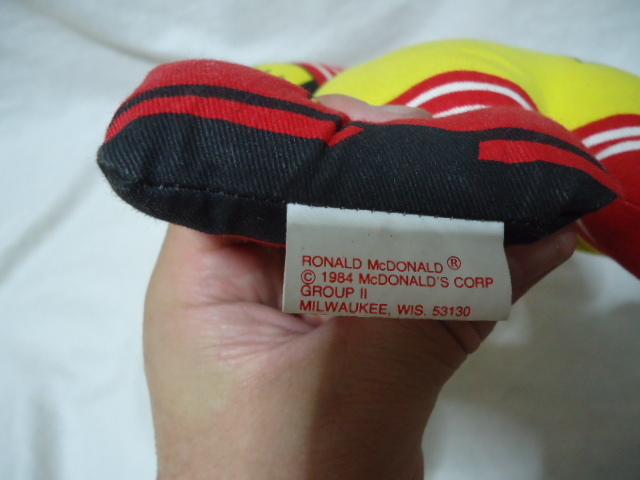 RONALD McDONALD ®
© 1984 McDONALD'S CORP
GROUP II
MILWAUKEE, WIS. 53130